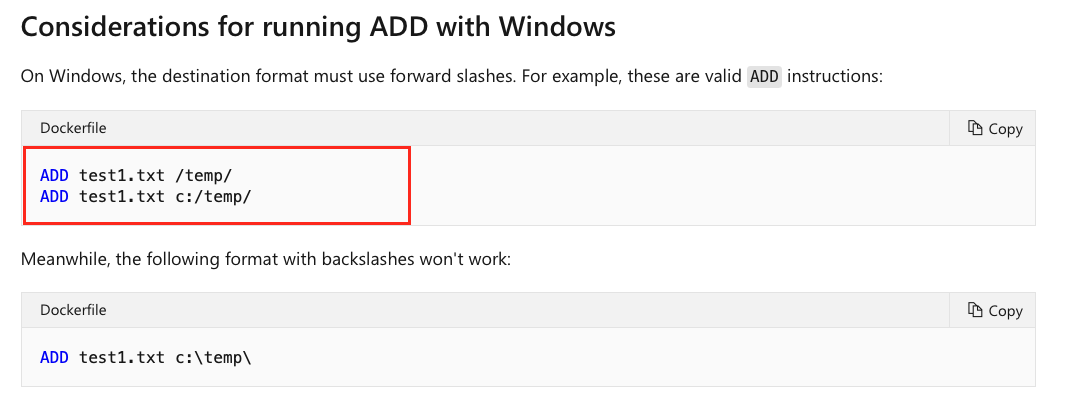 Considerations for running ADD with Windows
On Windows, the destination format must use forward slashes. For example, these are valid ADD instructions:
Dockerfile
Copy
ADD test1.txt /temp/
ADD test1.txt c:/temp/
Meanwhile, the following format with backslashes won't work:
Dockerfile
Copy
ADD test1.txt c:\temp\